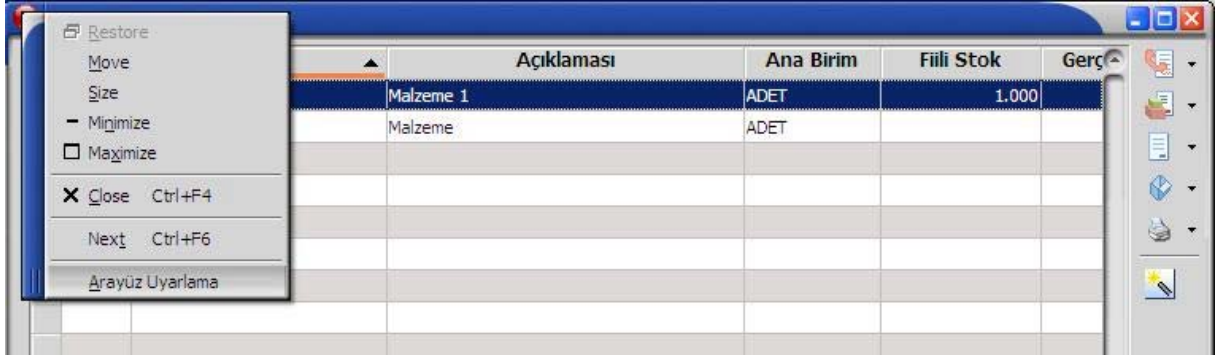 Restore
Move
Size
Minimize
Maximize
Close Ctrl+F4
Next Ctrl+F6
Arayüz Uyarlama
Açıklaması Ana Birim Fiili Stok Gerç
Malzeme 1 ADET 1.000
Malzeme ADET